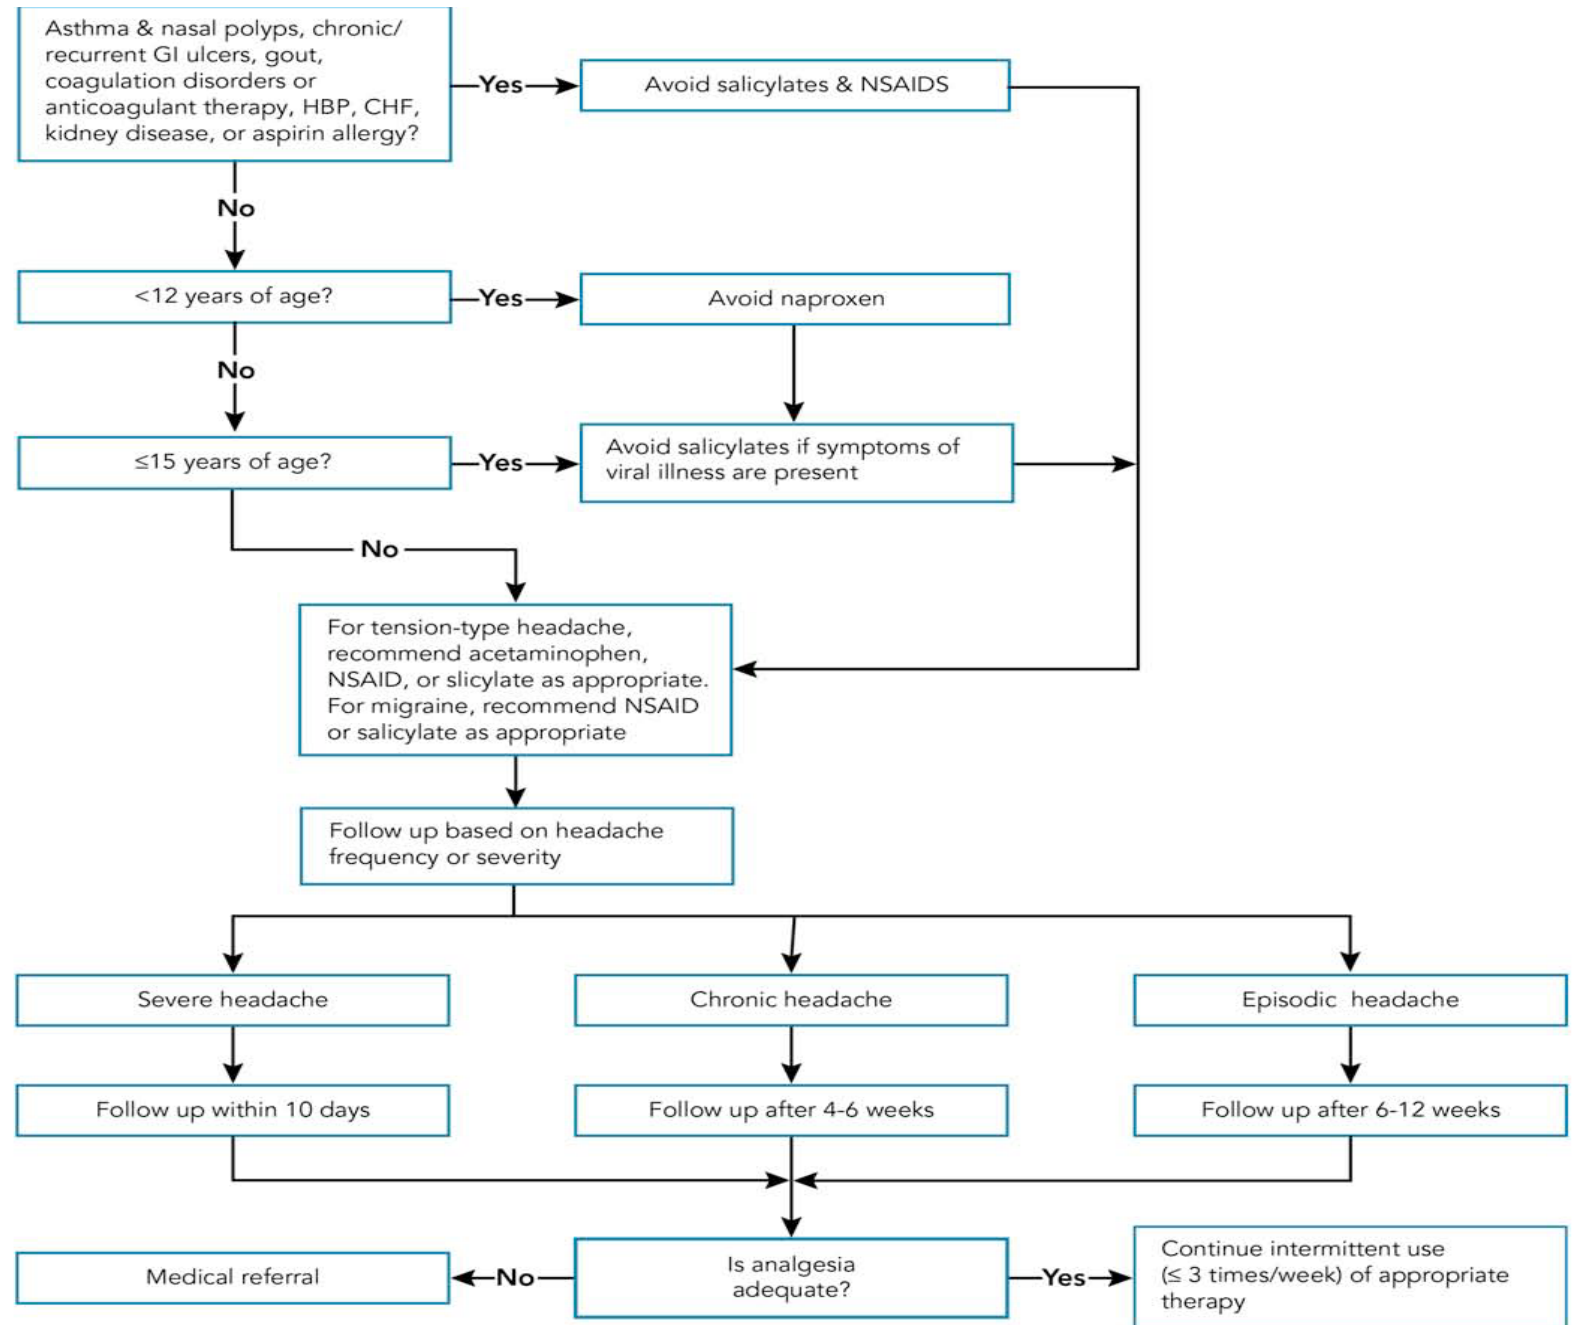 Asthma & nasal polyps, chronic/
recurrent GI ulcers, gout,
coagulation disorders or
anticoagulant therapy, HBP, CHF,
kidney disease, or aspirin allergy?
Yes
Avoid salicylates & NSAIDS
No
<12 years of age?
Yes
Avoid naproxen
No
≤15 years of age?
Yes
Avoid salicylates if symptoms of
viral illness are present
No
For tension-type headache,
recommend acetaminophen,
NSAID, or slicylate as appropriate.
For migraine, recommend NSAID
or salicylate as appropriate
Follow up based on headache
frequency or severity
Severe headache
Chronic headache
Episodic headache
Follow up within 10 days
Follow up after 4-6 weeks
Follow up after 6-12 weeks
Medical referral
No
Is analgesia
adequate?
Yes
Continue intermittent use
(≤ 3 times/week) of appropriate
therapy